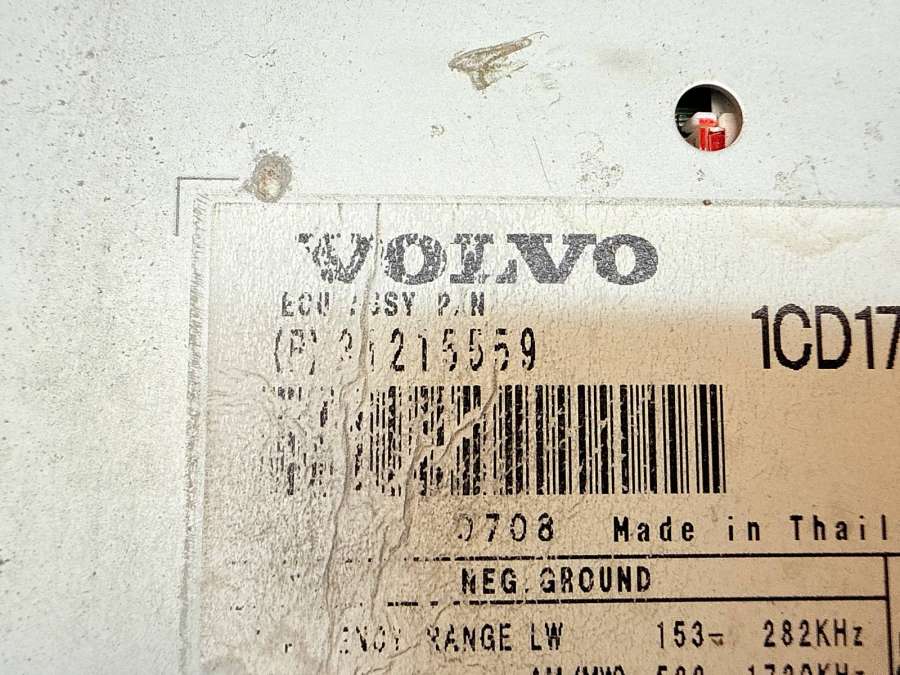 VOLVO
ECU ASSY P/N
(P) 31215559
1CD17
0708 Made in Thail
NEG.GROUND
RANGE LW 153– 282KHz